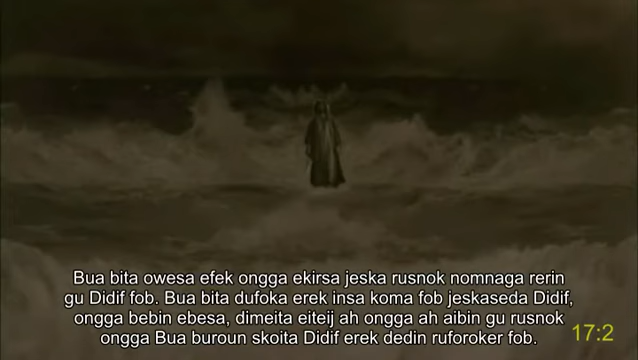 Bua bita owesa efek ongga ekirsa jeska rusnok nomnaga rerin
gu Didif fob. Bua bita dufoka erek insa koma fob jeskaseda Didif,
ongga bebin ebesa, dimeita eiteij ah ongga ah aibin gu rusnok
ongga Bua buroun skoita Didif erek dedin ruforoker fob.
17:2